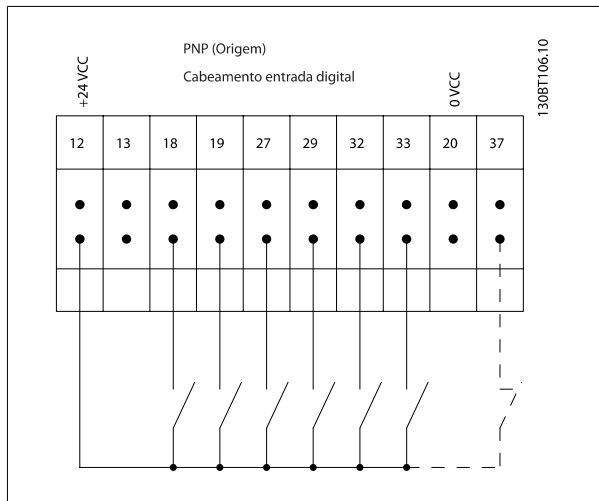 PNP (Origem)
Cabeamento entrada digital
+24 VCC
0 VCC
130BT106.10
12 13 18 19 27 29 32 33 20 37